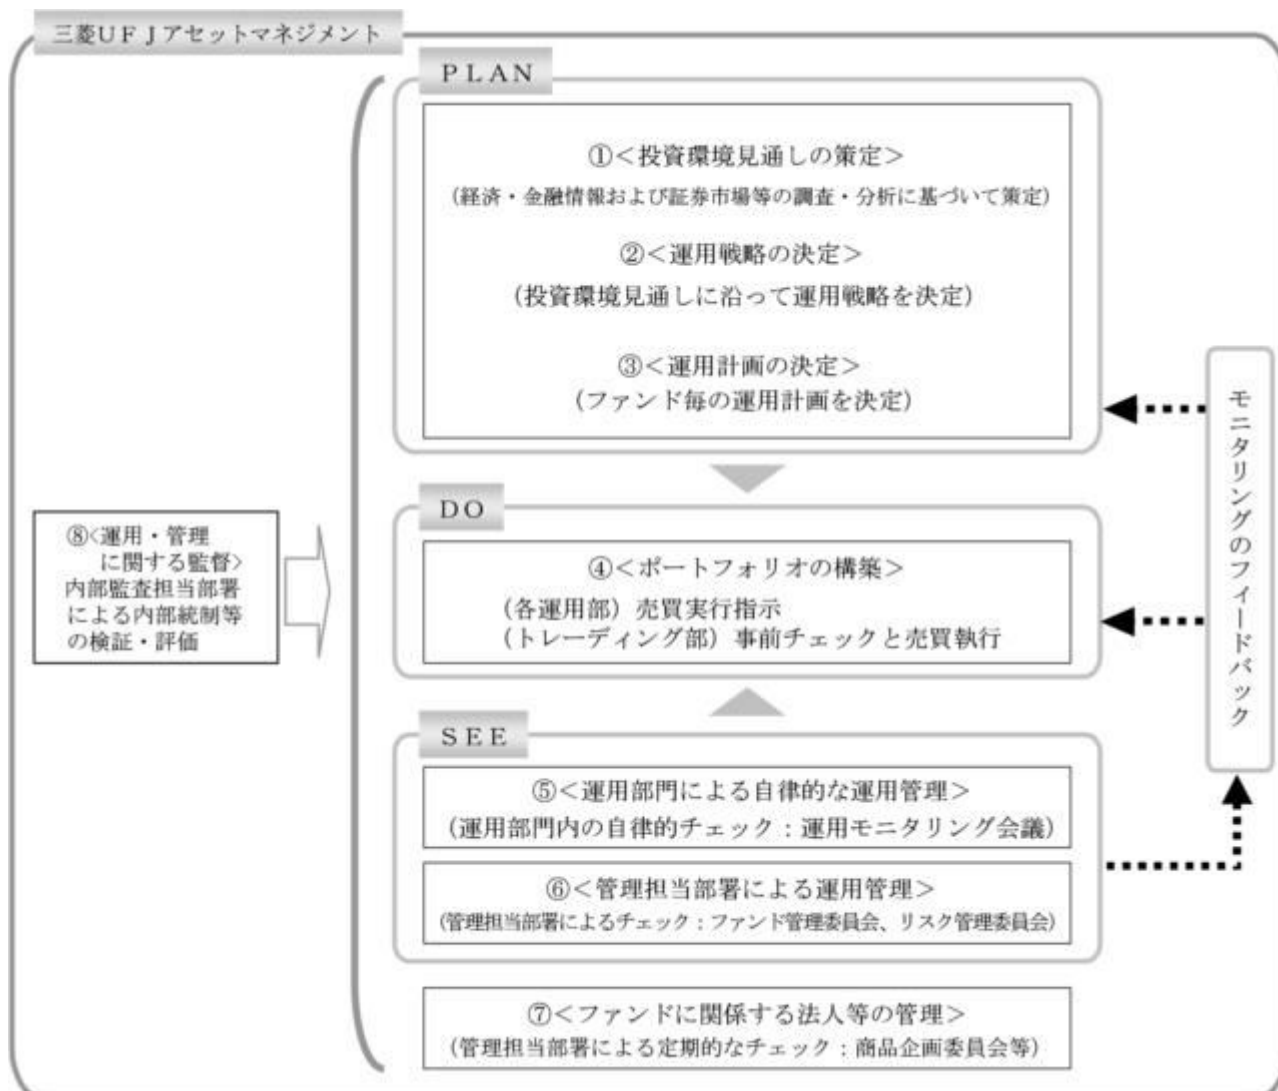 三菱ＵＦＪアセットマネジメント
ＰＬＡＮ
①＜投資環境見通しの策定＞
(経済・金融情報および証券市場等の調査・分析に基づいて策定)
②＜運用戦略の決定＞
(投資環境見通しに沿って運用戦略を決定)
③＜運用計画の決定＞
(ファンド毎の運用計画を決定)
ＤＯ
④＜ポートフォリオの構築＞
(各運用部）売買実行指示
(トレーディング部）事前チェックと売買執行
ＳＥＥ
⑤＜運用部門による自律的な運用管理＞
(運用部門内の自律的チェック：運用モニタリング会議)
⑥＜管理担当部署による運用管理＞
(管理担当部署によるチェック：ファンド管理委員会、リスク管理委員会)
⑦＜ファンドに関係する法人等の管理＞
(管理担当部署による定期的なチェック：商品企画委員会等)
⑧<運用・管理
に関する監督>
内部監査担当部署
による内部統制等
の検証・評価
モニタリングのフィードバック